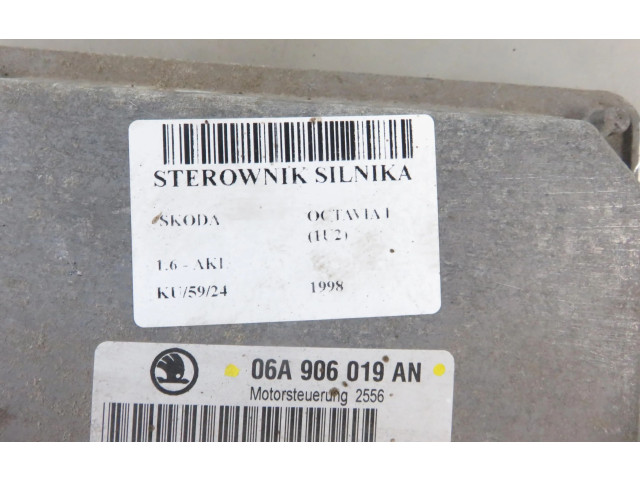 STEROWNIK SILNIKA
SKODA OCTAVIA I
(1U2)
1.6 - AKL
KU/59/24 1998
06A 906 019 AN
Motorsteuerung 2556